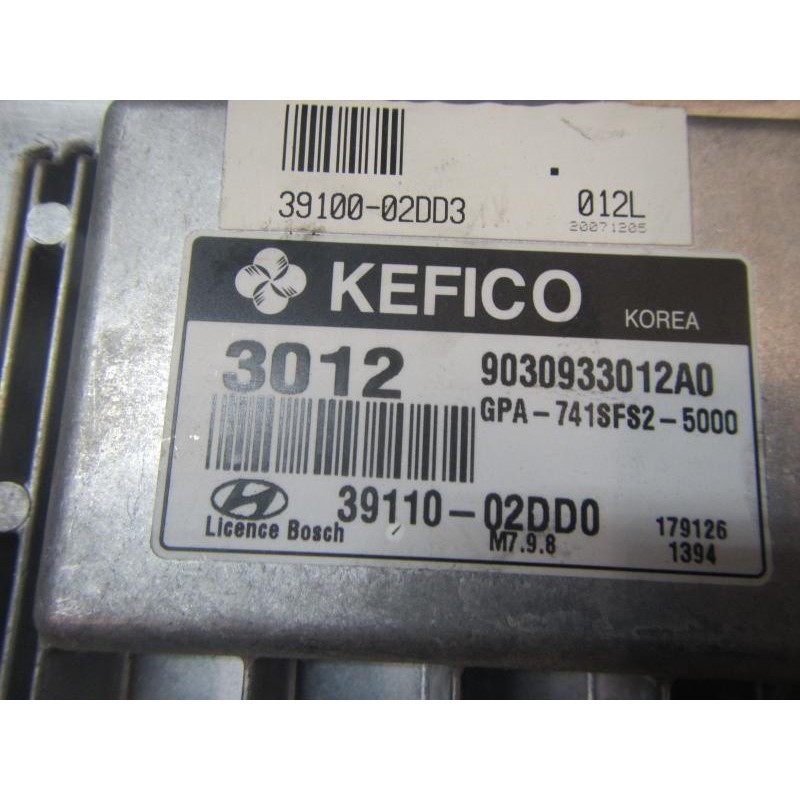 39100-02DD3 012L
20071205
KEFICO KOREA
3012 9030933012A0
GPA-741SFS2-5000
39110-02DD0 179126
Licence Bosch M7.9.8 1394